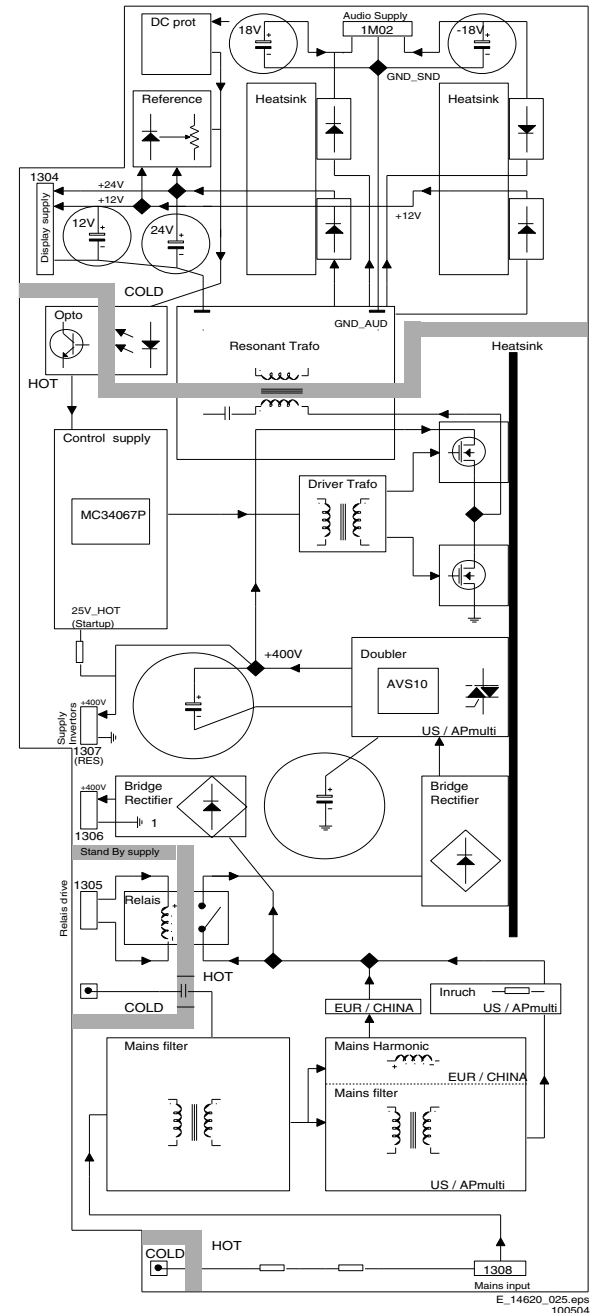 DC prot
18V
Audio Supply
1M02
-18V
GND_SND
Reference
Heatsink
Heatsink
1304
Display supply
+24V
+12V
+12V
12V
24V
COLD
Opto
GND_AUD
Resonant Trafo
Heatsink
HOT
Control supply
MC34067P
Driver Trafo
25V_HOT
(Startup)
+400V
Doubler
AVS10
US / APmulti
Supply
Invertors
+400V
1307
(RES)
+400V
1306
Bridge
Rectifier
1
Bridge
Rectifier
Stand By supply
Relais drive
1305
Relais
HOT
COLD
EUR / CHINA
Inruch
US / APmulti
Mains filter
Mains Harmonic
EUR / CHINA
Mains filter
US / APmulti
COLD
HOT
1308
Mains input
E_14620_025.eps
100504